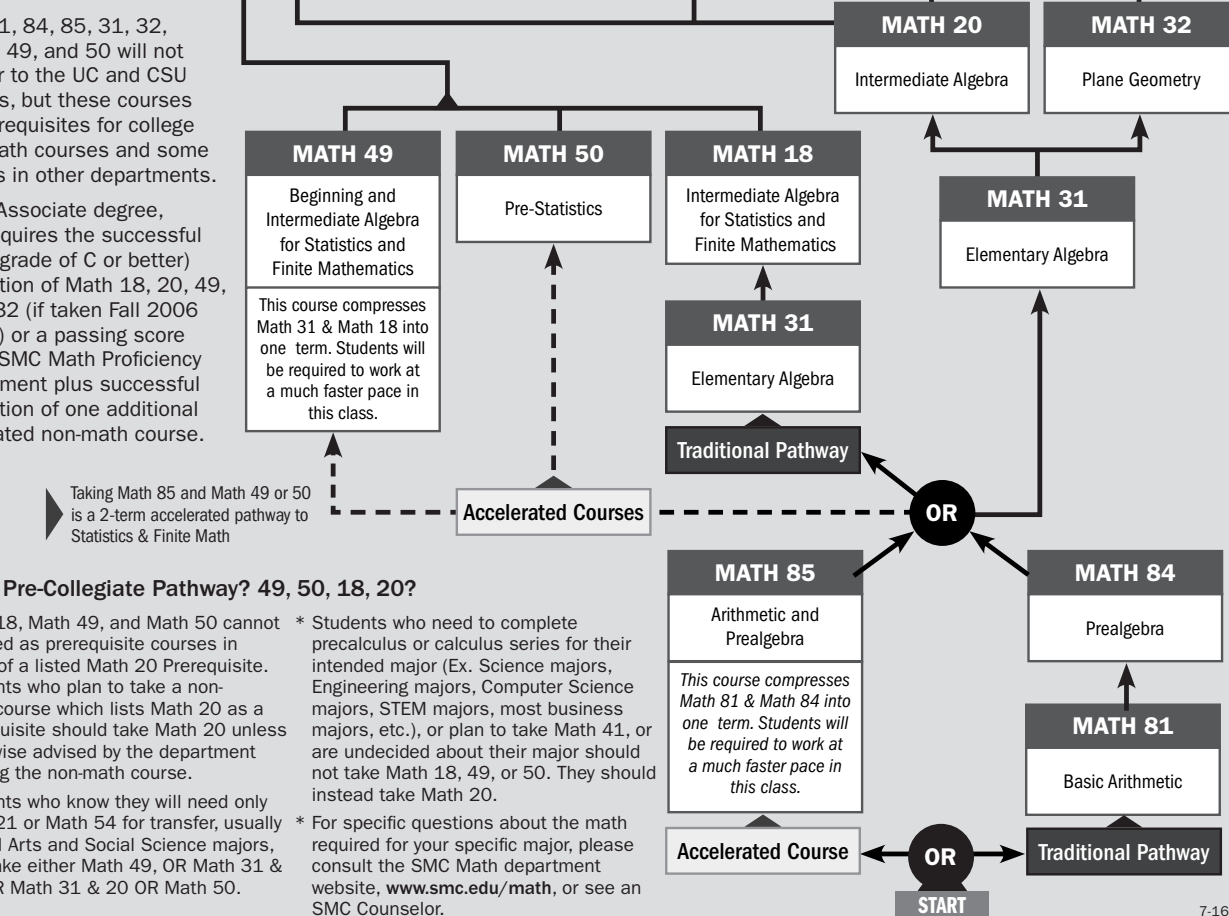 1, 84, 85, 31, 32,
49, and 50 will not
r to the UC and CSU
s, but these courses
requisites for college
ath courses and some
s in other departments.
Associate degree,
quires the successful
grade of C or better)
tion of Math 18, 20, 49,
32 (if taken Fall 2006
) or a passing score
SMC Math Proficiency
ment plus successful
tion of one additional
ated non-math course.
MATH 20
Intermediate Algebra
MATH 32
Plane Geometry
MATH 49
Beginning and
Intermediate Algebra
for Statistics and
Finite Mathematics
This course compresses
Math 31 & Math 18 into
one term. Students will
be required to work at
a much faster pace in
this class.
MATH 50
Pre-Statistics
MATH 18
Intermediate Algebra
for Statistics and
Finite Mathematics
MATH 31
Elementary Algebra
MATH 31
Elementary Algebra
Traditional Pathway
Taking Math 85 and Math 49 or 50
is a 2-term accelerated pathway to
Statistics & Finite Math
Accelerated Courses
OR
Pre-Collegiate Pathway? 49, 50, 18, 20?
18, Math 49, and Math 50 cannot
ed as prerequisite courses in
of a listed Math 20 Prerequisite.
nts who plan to take a non-
course which lists Math 20 as a
quisite should take Math 20 unless
wise advised by the department
g the non-math course.
nts who know they will need only
21 or Math 54 for transfer, usually
l Arts and Social Science majors,
ake either Math 49, OR Math 31 &
R Math 31 & 20 OR Math 50.
* Students who need to complete
precalculus or calculus series for their
intended major (Ex. Science majors,
Engineering majors, Computer Science
majors, STEM majors, most business
majors, etc.), or plan to take Math 41, or
are undecided about their major should
not take Math 18, 49, or 50. They should
instead take Math 20.
* For specific questions about the math
required for your specific major, please
consult the SMC Math department
website, www.smc.edu/math, or see an
SMC Counselor.
MATH 85
Arithmetic and
Prealgebra
This course compresses
Math 81 & Math 84 into
one term. Students will
be required to work at
a much faster pace in
this class.
MATH 84
Prealgebra
MATH 81
Basic Arithmetic
Accelerated Course
OR
Traditional Pathway
START
7-16